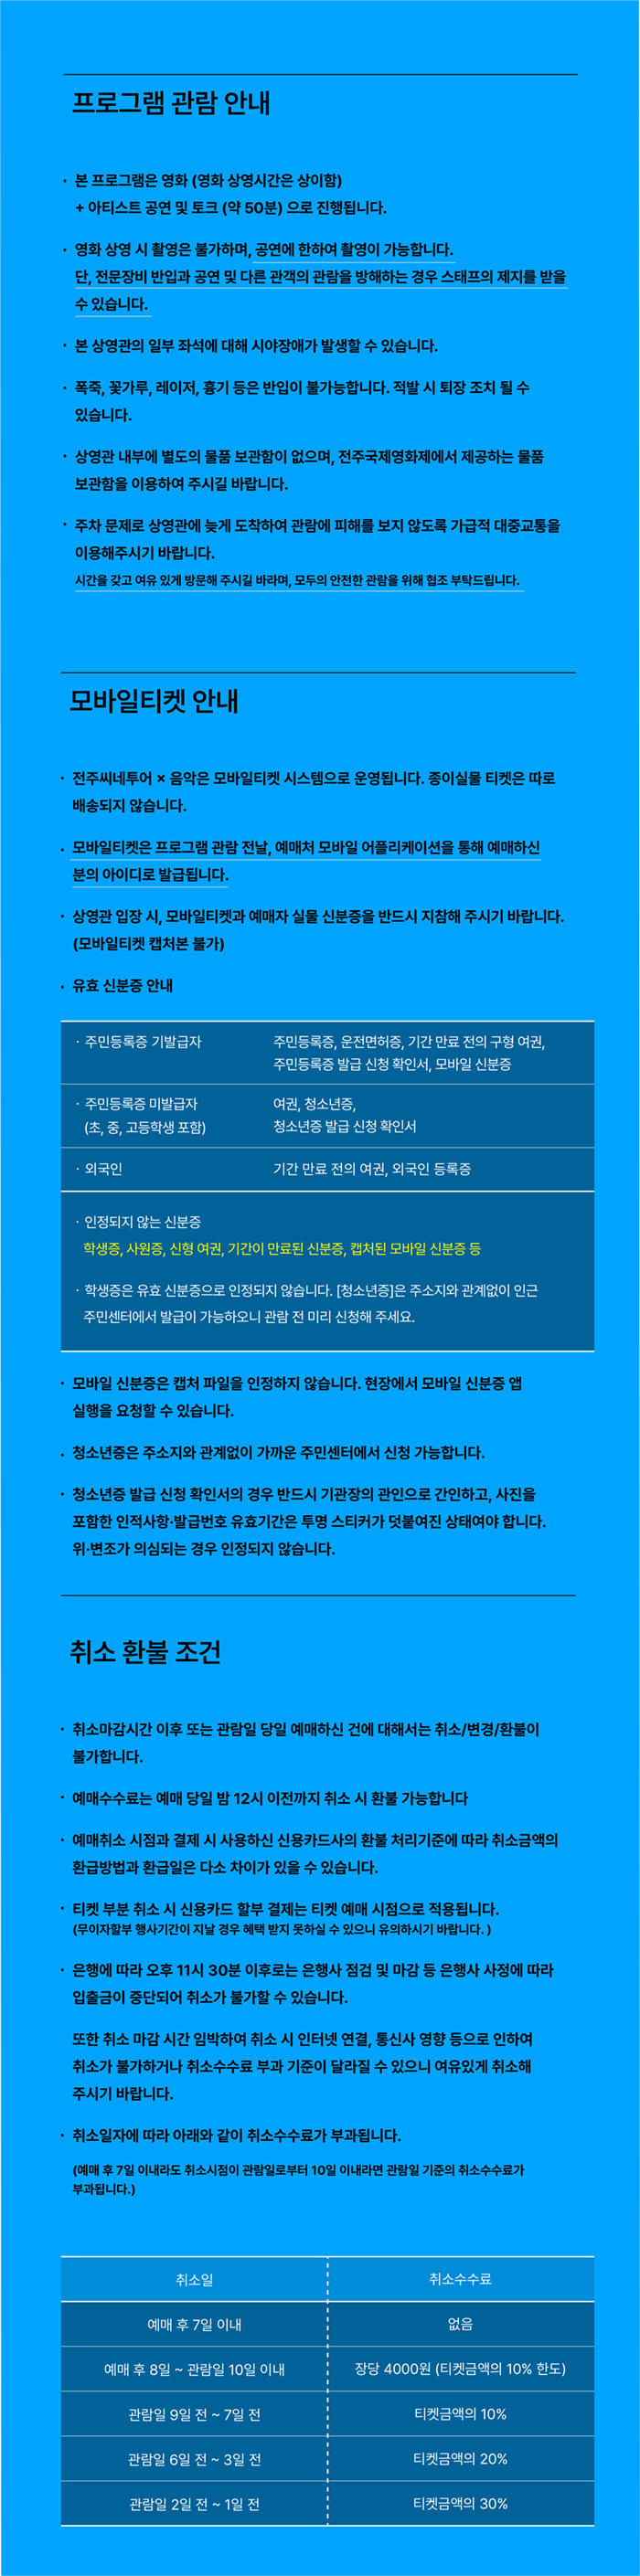 프로그램 관람 안내
· 본 프로그램은 영화 (영화 상영시간은 상이함)
+ 아티스트 공연 및 토크 (약 50분) 으로 진행됩니다.
· 영화 상영 시 촬영은 불가하며, 공연에 한하여 촬영이 가능합니다.
단, 전문장비 반입과 공연 및 다른 관객의 관람을 방해하는 경우 스태프의 제지를 받을
수 있습니다.
· 본 상영관의 일부 좌석에 대해 시야장애가 발생할 수 있습니다.
· 폭죽, 꽃가루, 레이저, 흉기 등은 반입이 불가능합니다. 적발 시 퇴장 조치 될 수
있습니다.
· 상영관 내부에 별도의 물품 보관함이 없으며, 전주국제영화제에서 제공하는 물품
보관함을 이용하여 주시길 바랍니다.
· 주차 문제로 상영관에 늦게 도착하여 관람에 피해를 보지 않도록 가급적 대중교통을
이용해주시기 바랍니다.
시간을 갖고 여유 있게 방문해 주시길 바라며, 모두의 안전한 관람을 위해 협조 부탁드립니다.
모바일티켓 안내
· 전주씨네투어 × 음악은 모바일티켓 시스템으로 운영됩니다. 종이실물 티켓은 따로
배송되지 않습니다.
· 모바일티켓은 프로그램 관람 전날, 예매처 모바일 어플리케이션을 통해 예매하신
분의 아이디로 발급됩니다.
· 상영관 입장 시, 모바일티켓과 예매자 실물 신분증을 반드시 지참해 주시기 바랍니다.
(모바일티켓 캡처본 불가)
· 유효 신분증 안내
· 주민등록증 기발급자 주민등록증, 운전면허증, 기간 만료 전의 구형 여권,
주민등록증 발급 신청 확인서, 모바일 신분증
· 주민등록증 미발급자 여권, 청소년증,
(초, 중, 고등학생 포함) 청소년증 발급 신청 확인서
· 외국인 기간 만료 전의 여권, 외국인 등록증
· 인정되지 않는 신분증
학생증, 사원증, 신형 여권, 기간이 만료된 신분증, 캡처된 모바일 신분증 등
· 학생증은 유효 신분증으로 인정되지 않습니다. [청소년증]은 주소지와 관계없이 인근
주민센터에서 발급이 가능하오니 관람 전 미리 신청해 주세요.
· 모바일 신분증은 캡처 파일을 인정하지 않습니다. 현장에서 모바일 신분증 앱
실행을 요청할 수 있습니다.
· 청소년증은 주소지와 관계없이 가까운 주민센터에서 신청 가능합니다.
· 청소년증 발급 신청 확인서의 경우 반드시 기관장의 관인으로 간인하고, 사진을
포함한 인적사항·발급번호 유효기간은 투명 스티커가 덧붙여진 상태여야 합니다.
위·변조가 의심되는 경우 인정되지 않습니다.
취소 환불 조건
· 취소마감시간 이후 또는 관람일 당일 예매하신 건에 대해서는 취소/변경/환불이
불가합니다.
· 예매수수료는 예매 당일 밤 12시 이전까지 취소 시 환불 가능합니다
· 예매취소 시점과 결제 시 사용하신 신용카드사의 환불 처리기준에 따라 취소금액의
환급방법과 환급일은 다소 차이가 있을 수 있습니다.
· 티켓 부분 취소 시 신용카드 할부 결제는 티켓 예매 시점으로 적용됩니다.
(무이자할부 행사기간이 지날 경우 혜택 받지 못하실 수 있으니 유의하시기 바랍니다. )
· 은행에 따라 오후 11시 30분 이후로는 은행사 점검 및 마감 등 은행사 사정에 따라
입출금이 중단되어 취소가 불가할 수 있습니다.
또한 취소 마감 시간 임박하여 취소 시 인터넷 연결, 통신사 영향 등으로 인하여
취소가 불가하거나 취소수수료 부과 기준이 달라질 수 있으니 여유있게 취소해
주시기 바랍니다.
· 취소일자에 따라 아래와 같이 취소수수료가 부과됩니다.
(예매 후 7일 이내라도 취소시점이 관람일로부터 10일 이내라면 관람일 기준의 취소수수료가
부과됩니다.)
취소일 취소수수료
예매 후 7일 이내 없음
예매 후 8일 ~ 관람일 10일 이내 장당 4000원 (티켓금액의 10% 한도)
관람일 9일 전 ~ 7일 전 티켓금액의 10%
관람일 6일 전 ~ 3일 전 티켓금액의 20%
관람일 2일 전 ~ 1일 전 티켓금액의 30%